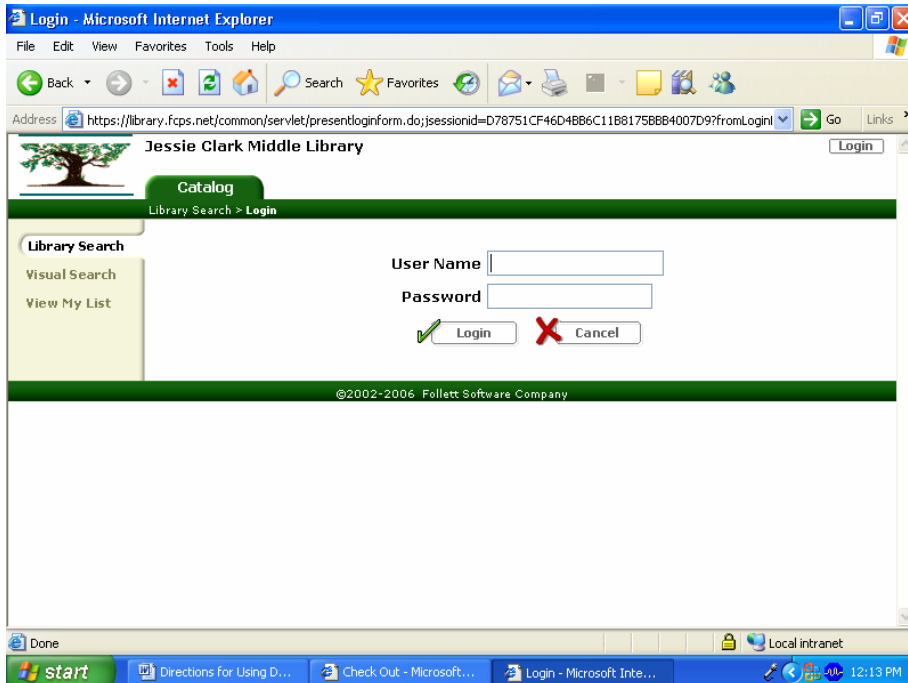 Login - Microsoft Internet Explorer
File Edit View Favorites Tools Help
Back Search Favorites
Address https://library.fcps.net/common/servlet/presentloginform.do;jsessionid=D78751CF46D4BB6C11B8175BBB4007D9?fromLoginl Go Links
Jessie Clark Middle Library Login
Catalog
Library Search > Login
Library Search
Visual Search
View My List
User Name
Password
Login Cancel
©2002-2006 Follett Software Company
Done Local intranet
start Directions for Using D... Check Out - Microsoft... Login - Microsoft Inte... 12:13 PM